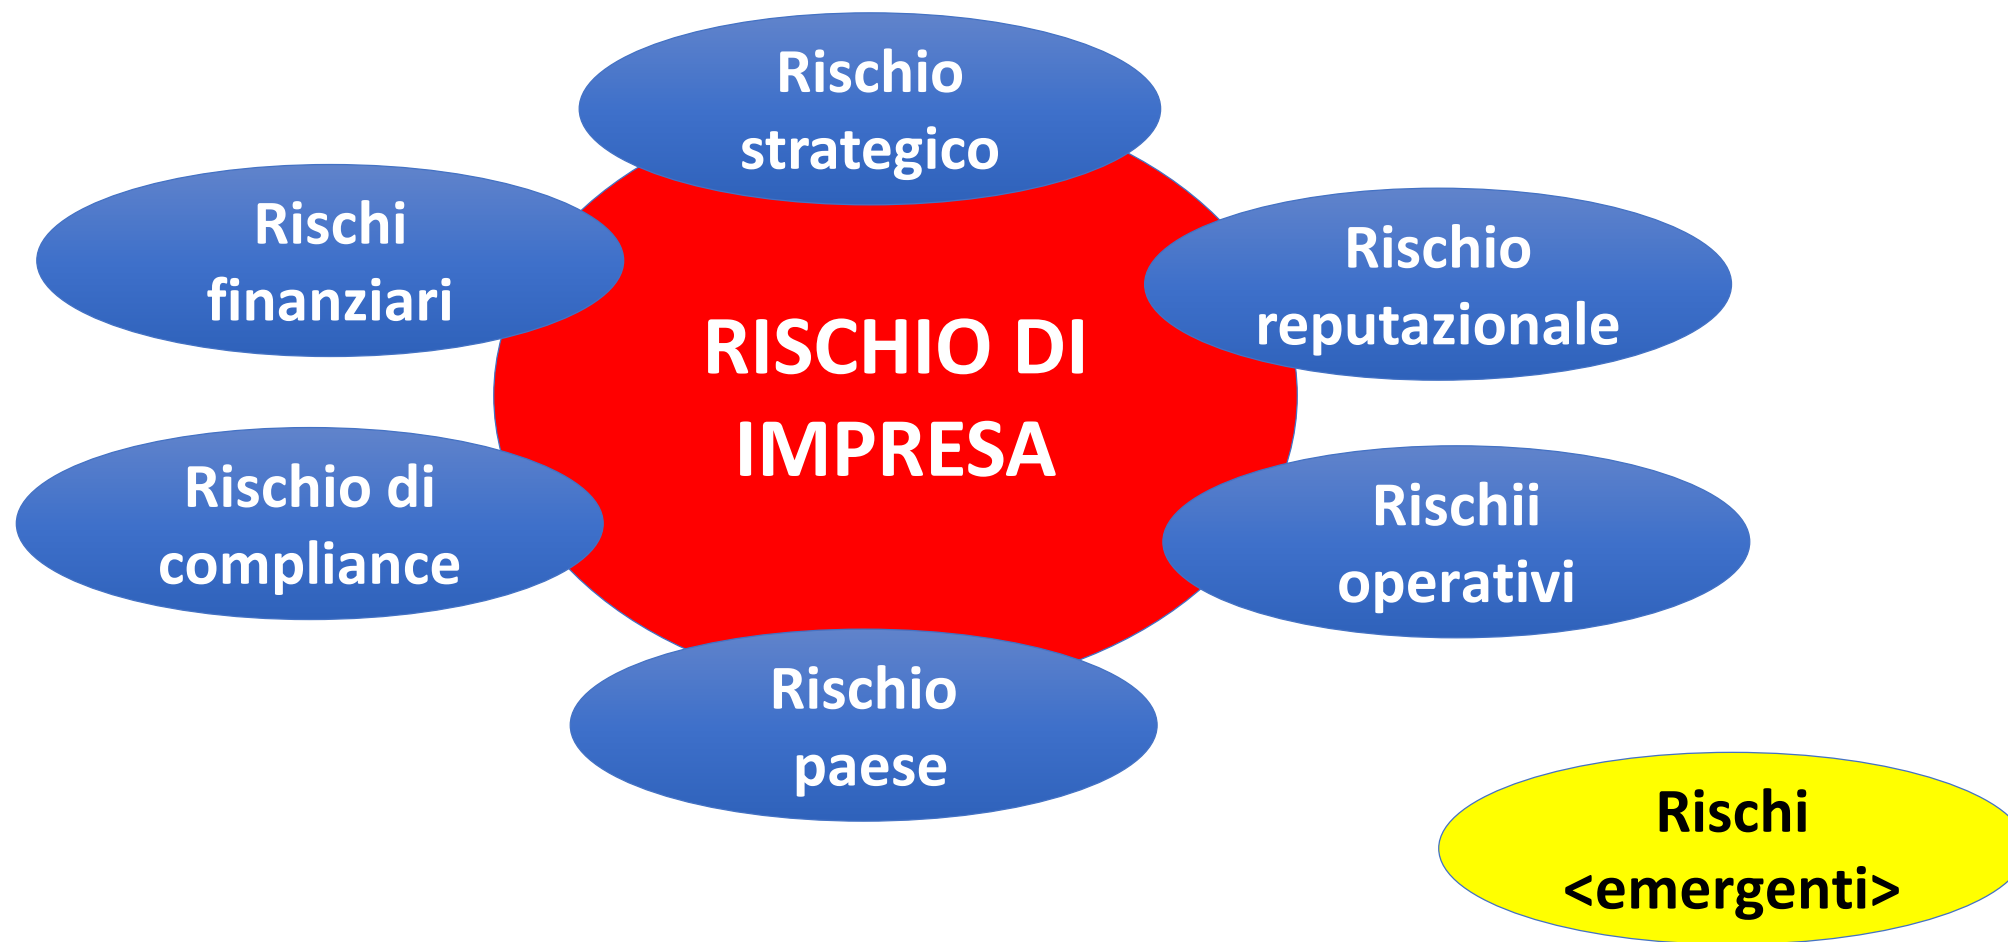 Rischio
strategico
Rischi
finanziari
Rischio
reputazionale
RISCHIO DI
IMPRESA
Rischio di
compliance
Rischii
operativi
Rischio
paese
Rischi
<emergenti>